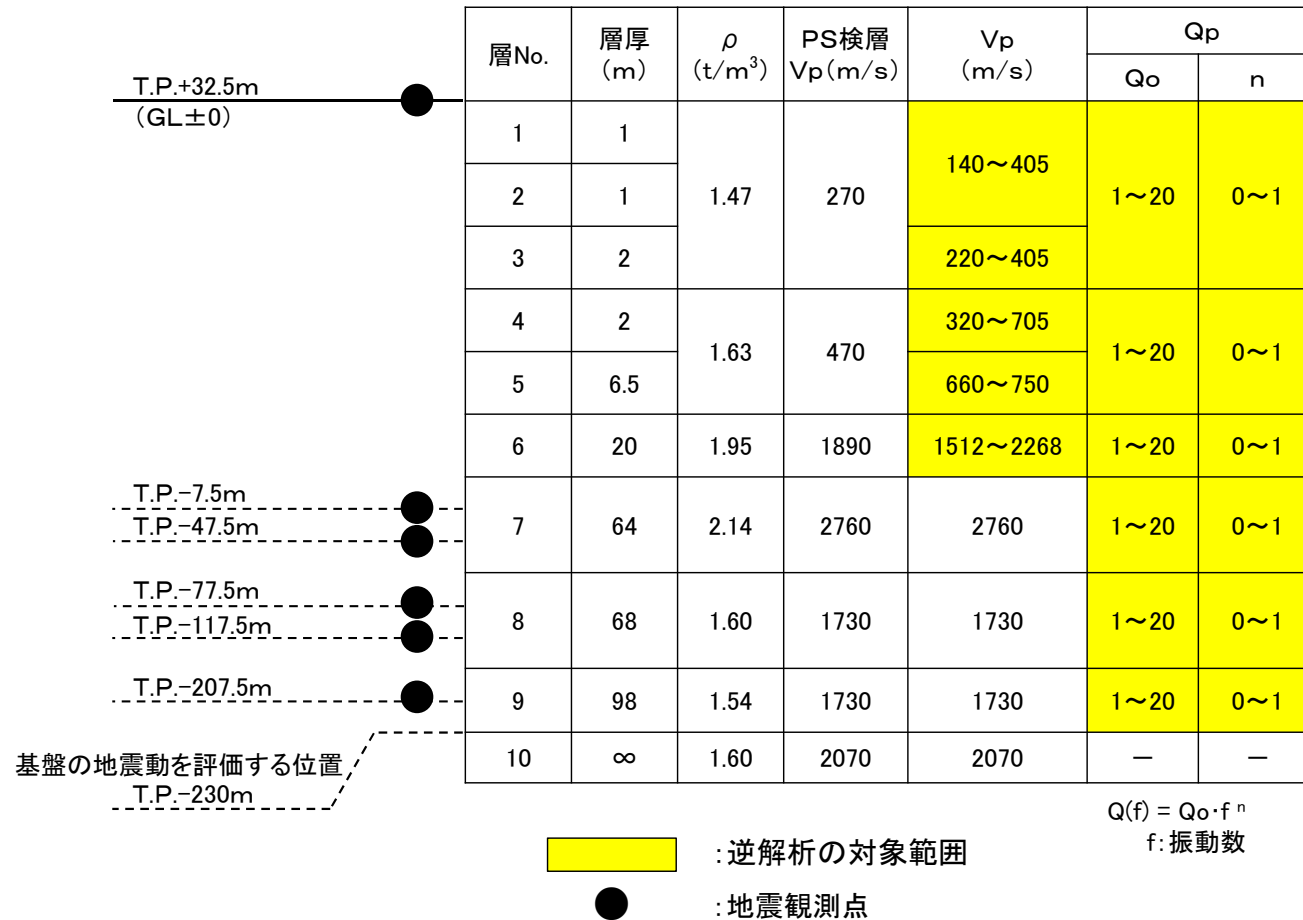 層No.
層厚
(m)
ρ
(t/m³)
PS検層
Vp(m/s)
Vp
(m/s)
Qp
Qo
n
T.P.+32.5m
(GL±0)
1 1 1.47 270 140～405 1～20 0～1
2 1
3 2 220～405
4 2 1.63 470 320～705 1～20 0～1
5 6.5 660～750
6 20 1.95 1890 1512～2268 1～20 0～1
T.P.-7.5m
T.P.-47.5m
7 64 2.14 2760 2760 1～20 0～1
T.P.-77.5m
T.P.-117.5m
8 68 1.60 1730 1730 1～20 0～1
T.P.-207.5m
9 98 1.54 1730 1730 1～20 0～1
基盤の地震動を評価する位置
T.P.-230m
10 ∞ 1.60 2070 2070 － －
Q(f) = Qo･f ⁿ
f:振動数
:逆解析の対象範囲
:地震観測点